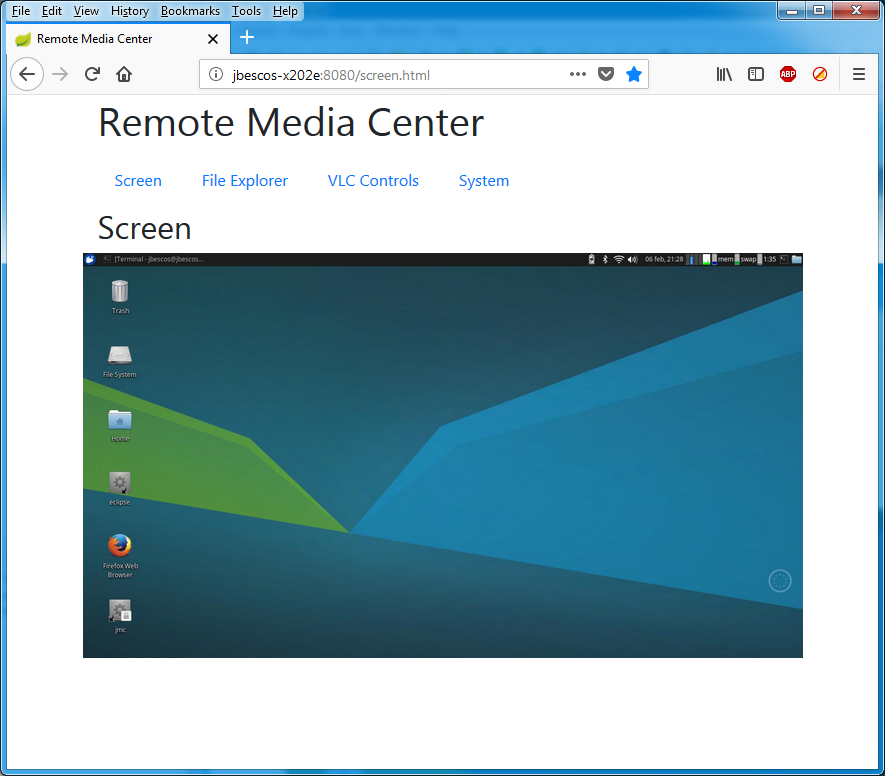 File Edit View History Bookmarks Tools Help
Remote Media Center
jbescos-x202e:8080/screen.html
ABP
Remote Media Center
Screen File Explorer VLC Controls System
Screen
[Terminal - jbescos@jbescos... 06 feb, 21:28 mem swap 1:35
Trash
File System
Home
eclipse
Firefox Web
Browser
jmc